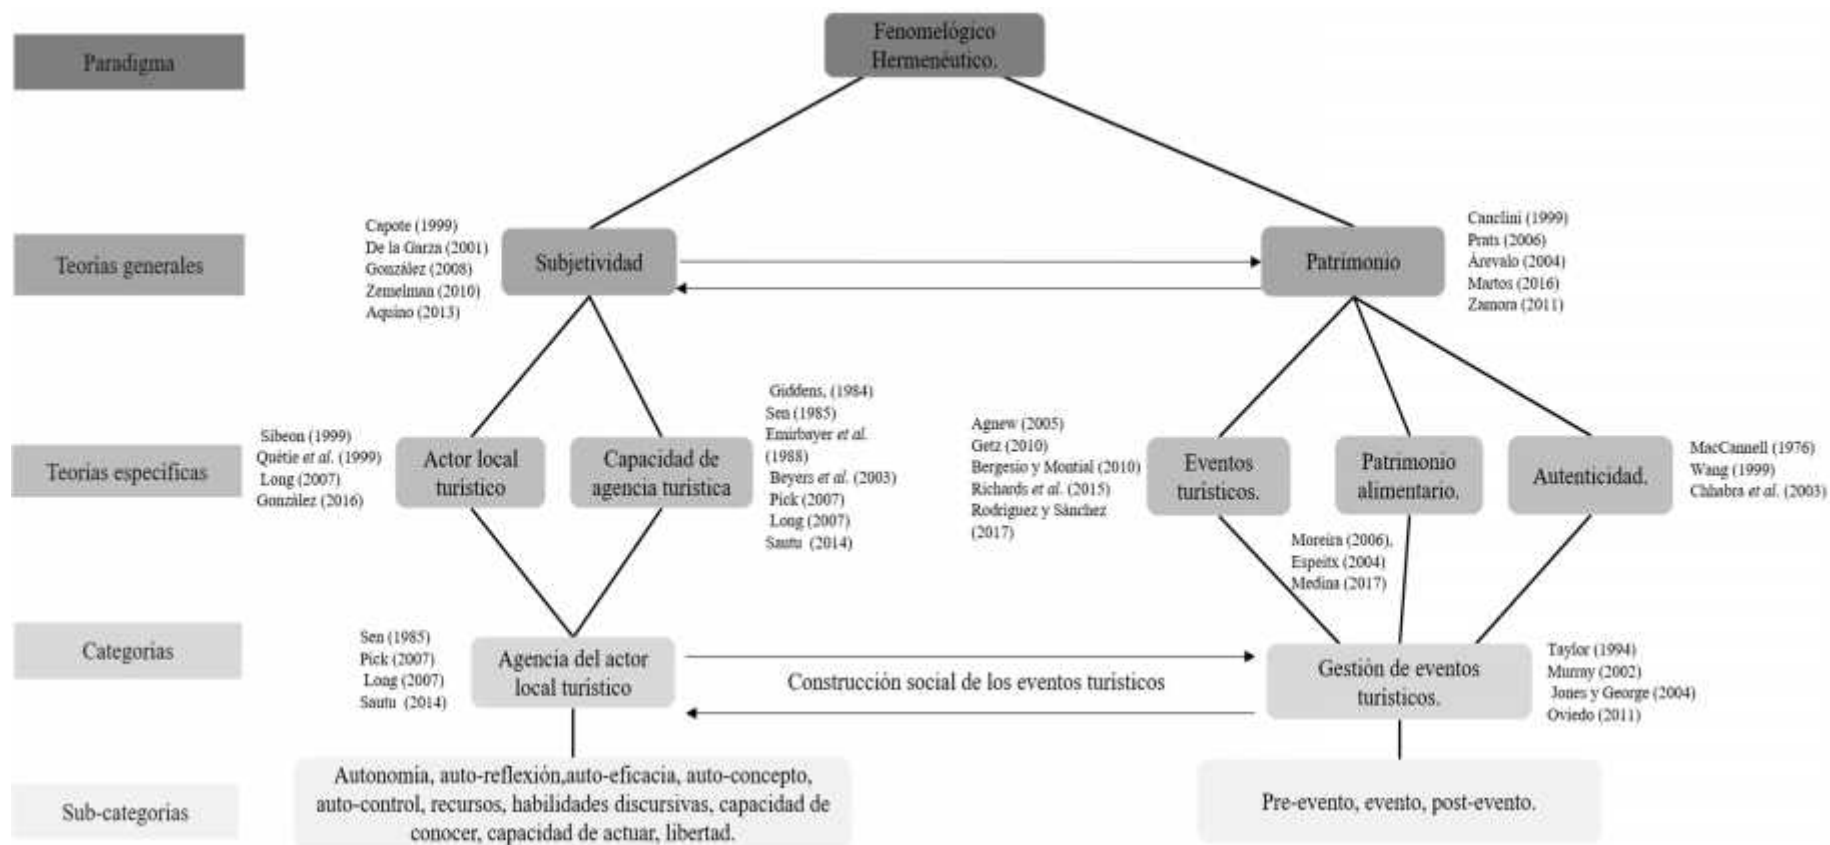 Paradigma
Fenomelógico
Hermenéutico.
Teorías generales
Capote (1999)
De la Garza (2001)
González (2008)
Zemelman (2010)
Aquino (2013)
Subjetividad
Patrimonio
Canclini (1999)
Prats (2006)
Árevalo (2004)
Martos (2016)
Zamora (2011)
Teorías específicas
Sibeon (1999)
Quétie et al. (1999)
Long (2007)
González (2016)
Actor local
turístico
Capacidad de
agencia turística
Giddens, (1984)
Sen (1985)
Emirbayer et al.
(1988)
Beyers et al. (2003)
Pick (2007)
Long (2007)
Sautu (2014)
Agnew (2005)
Getz (2010)
Bergesio y Montial (2010)
Richards et al. (2015)
Rodríguez y Sánchez
(2017)
Eventos
turísticos.
Patrimonio
alimentario.
Autenticidad.
MacCannell (1976)
Wang (1999)
Chhabra et al. (2003)
Moreira (2006),
Espeitx (2004)
Medina (2017)
Categorías
Sen (1985)
Pick (2007)
Long (2007)
Sautu (2014)
Agencia del actor
local turístico
Construcción social de los eventos turísticos
Gestión de eventos
turísticos.
Taylor (1994)
Murray (2002)
Jones y George (2004)
Oviedo (2011)
Sub-categorías
Autonomía, auto-reflexión,auto-eficacia, auto-concepto,
auto-control, recursos, habilidades discursivas, capacidad de
conocer, capacidad de actuar, libertad.
Pre-evento, evento, post-evento.